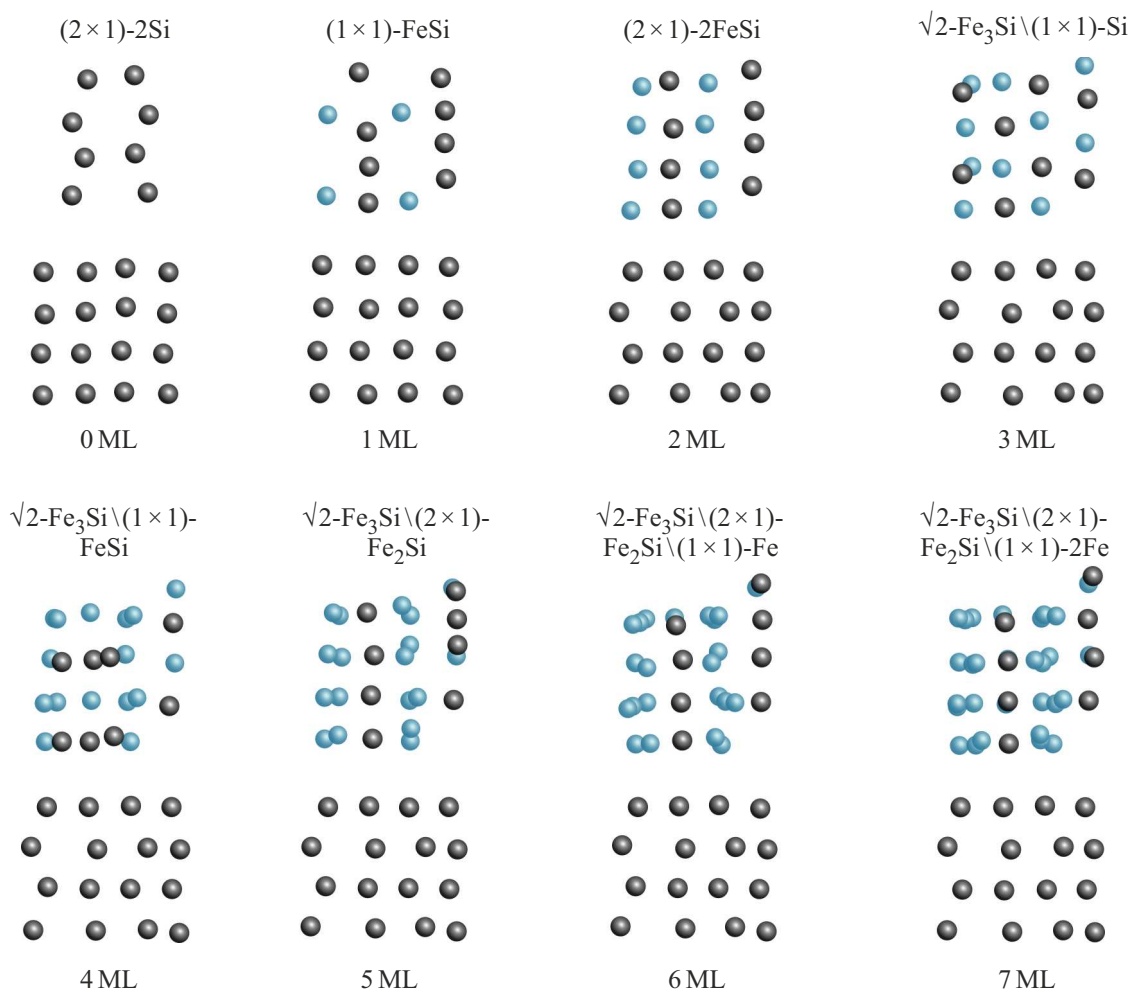 (2 × 1)-2Si
(1 × 1)-FeSi
(2 × 1)-2FeSi
√2-Fe₃Si\(1 × 1)-Si
0 ML
1 ML
2 ML
3 ML
√2-Fe₃Si\(1 × 1)-
FeSi
√2-Fe₃Si\(2 × 1)-
Fe₂Si
√2-Fe₃Si\(2 × 1)-
Fe₂Si\(1 × 1)-Fe
√2-Fe₃Si\(2 × 1)-
Fe₂Si\(1 × 1)-2Fe
4 ML
5 ML
6 ML
7 ML